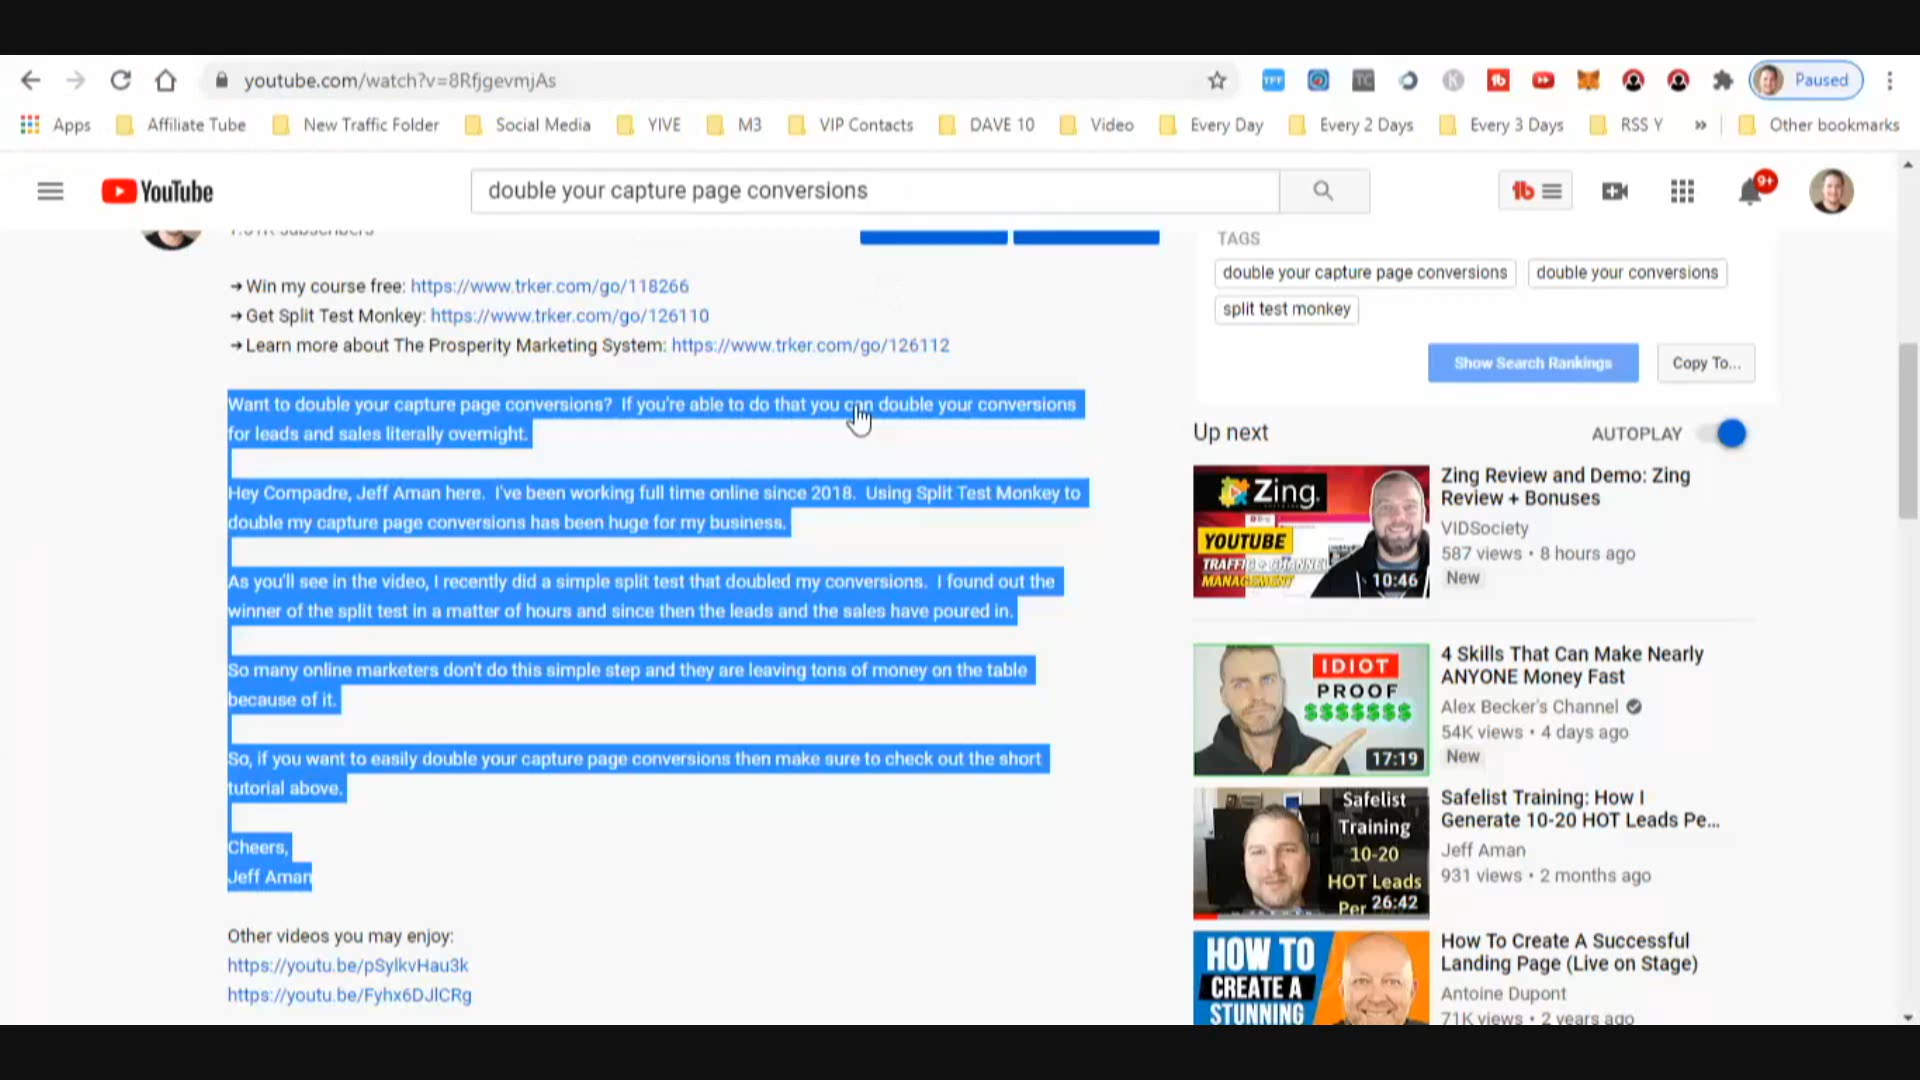 youtube.com/watch?v=8RfjgevmjAs
Paused
Apps Affiliate Tube New Traffic Folder Social Media YIVE M3 VIP Contacts DAVE 10 Video Every Day Every 2 Days Every 3 Days RSS Y » Other bookmarks
YouTube
double your capture page conversions
9+
TAGS
double your capture page conversions double your conversions
split test monkey
Show Search Rankings Copy To...
→ Win my course free: https://www.trker.com/go/118266
→ Get Split Test Monkey: https://www.trker.com/go/126110
→ Learn more about The Prosperity Marketing System: https://www.trker.com/go/126112
Want to double your capture page conversions? If you're able to do that you can double your conversions
for leads and sales literally overnight.
Hey Compadre, Jeff Aman here. I've been working full time online since 2018. Using Split Test Monkey to
double my capture page conversions has been huge for my business.
As you'll see in the video, I recently did a simple split test that doubled my conversions. I found out the
winner of the split test in a matter of hours and since then the leads and the sales have poured in.
So many online marketers don't do this simple step and they are leaving tons of money on the table
because of it.
So, if you want to easily double your capture page conversions then make sure to check out the short
tutorial above.
Cheers,
Jeff Aman
Other videos you may enjoy:
https://youtu.be/pSylkvHau3k
https://youtu.be/Fyhx6DJlCRg
Up next AUTOPLAY
Zing
YOUTUBE
TRAFFIC & CHANNEL
MANAGEMENT
10:46
Zing Review and Demo: Zing
Review + Bonuses
VIDSociety
587 views • 8 hours ago
New
IDIOT
PROOF
$$$$$$$
17:19
4 Skills That Can Make Nearly
ANYONE Money Fast
Alex Becker's Channel
54K views • 4 days ago
New
Safelist
Training
10-20
HOT Leads
Per 26:42
Safelist Training: How I
Generate 10-20 HOT Leads Pe...
Jeff Aman
931 views • 2 months ago
HOW TO
CREATE A
STUNNING
How To Create A Successful
Landing Page (Live on Stage)
Antoine Dupont
71K views • 2 years ago